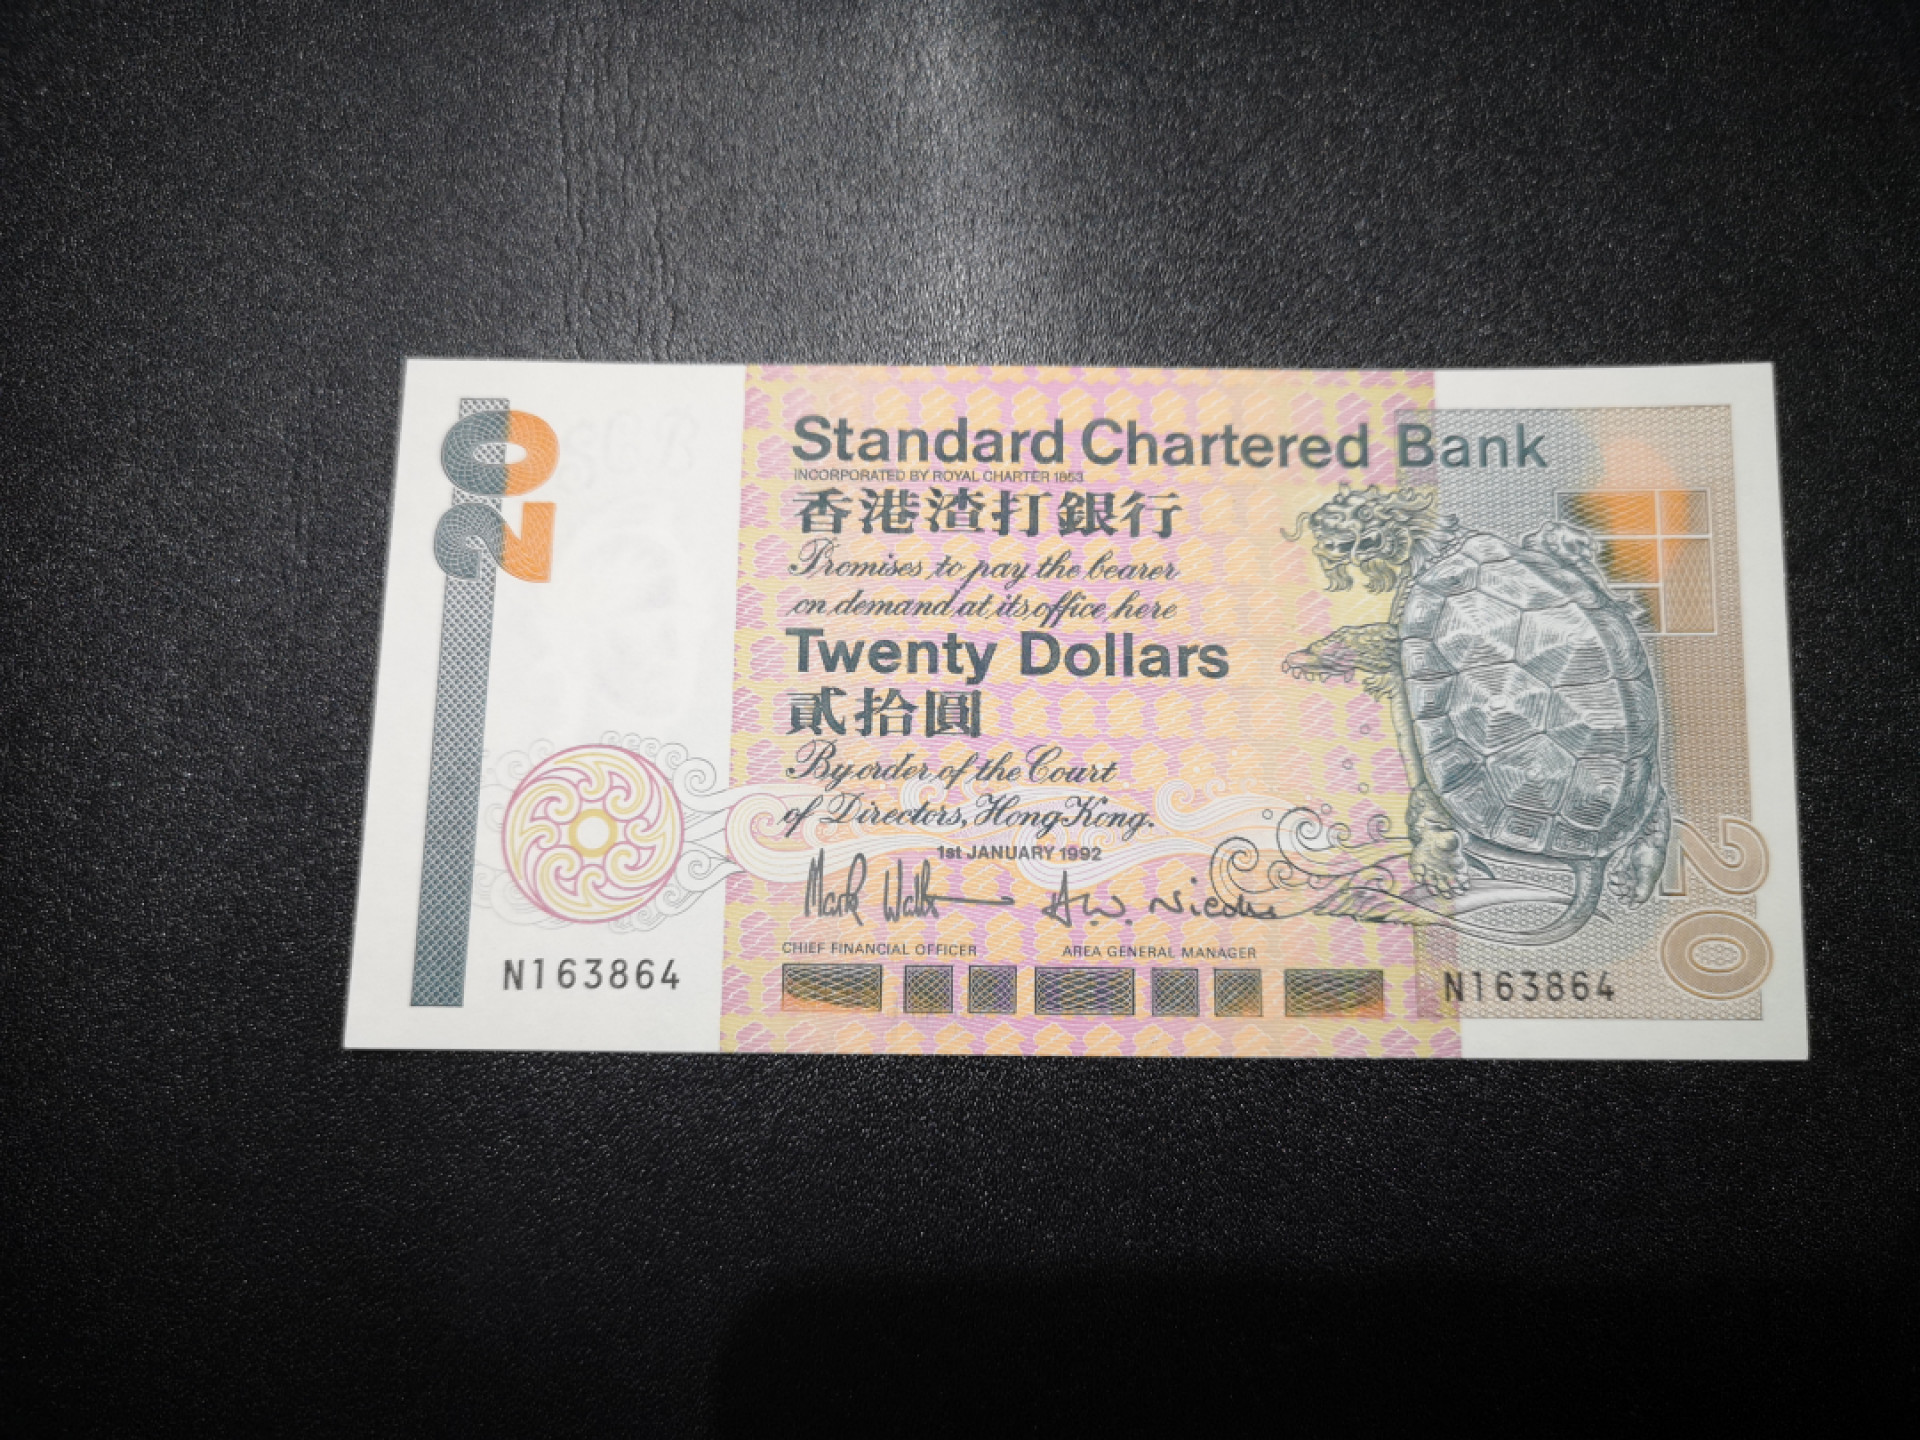 20
Standard Chartered Bank
INCORPORATED BY ROYAL CHARTER 1853
香港渣打銀行
Promises to pay the bearer
on demand at its office here
Twenty Dollars
貳拾圓
By order of the Court
of Directors, Hong Kong.
1st JANUARY 1992
CHIEF FINANCIAL OFFICER
AREA GENERAL MANAGER
N163864
N163864
20